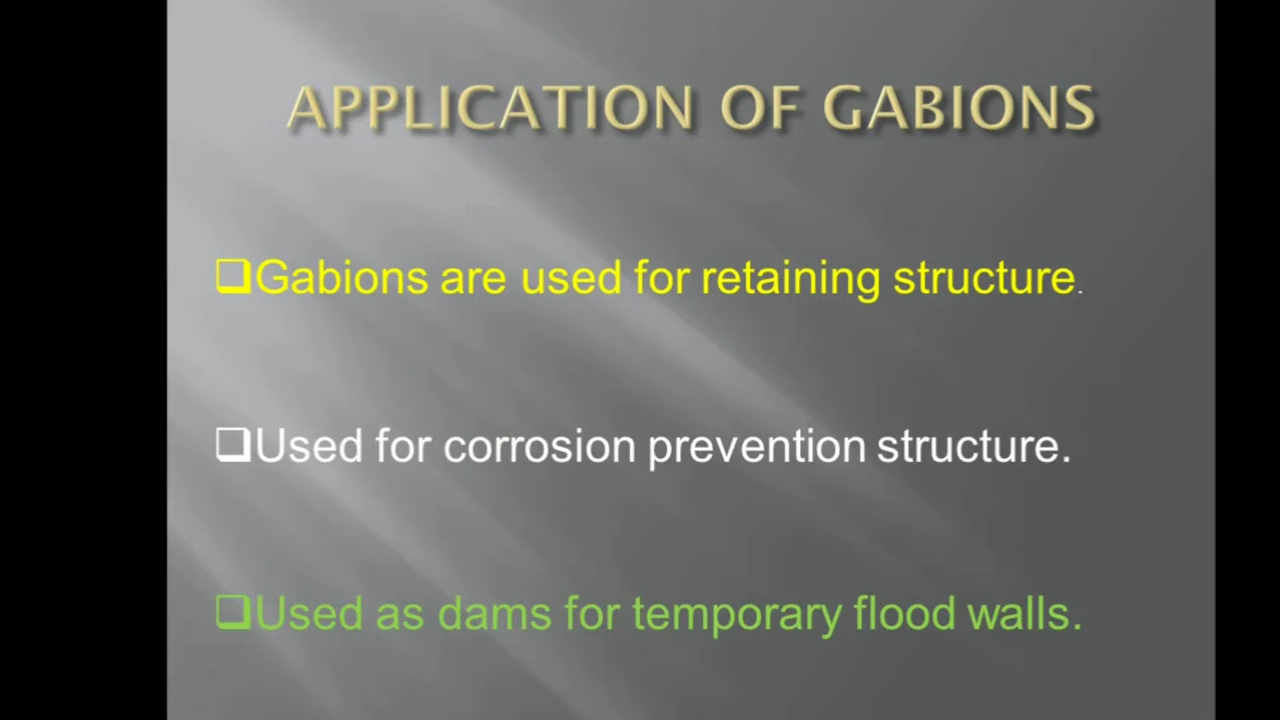 APPLICATION OF GABIONS
❑Gabions are used for retaining structure.
❑Used for corrosion prevention structure.
❑Used as dams for temporary flood walls.